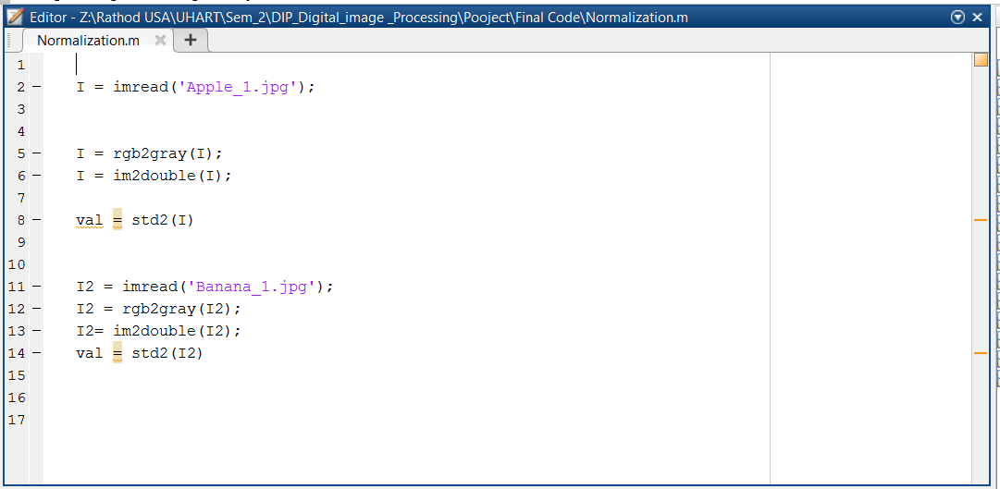 Editor - Z:\Rathod USA\UHART\Sem_2\DIP_Digital_image _Processing\Pooject\Final Code\Normalization.m
Normalization.m
1
2 I = imread('Apple_1.jpg');
3
4
5 I = rgb2gray(I);
6 I = im2double(I);
7
8 val = std2(I)
9
10
11 I2 = imread('Banana_1.jpg');
12 I2 = rgb2gray(I2);
13 I2= im2double(I2);
14 val = std2(I2)
15
16
17